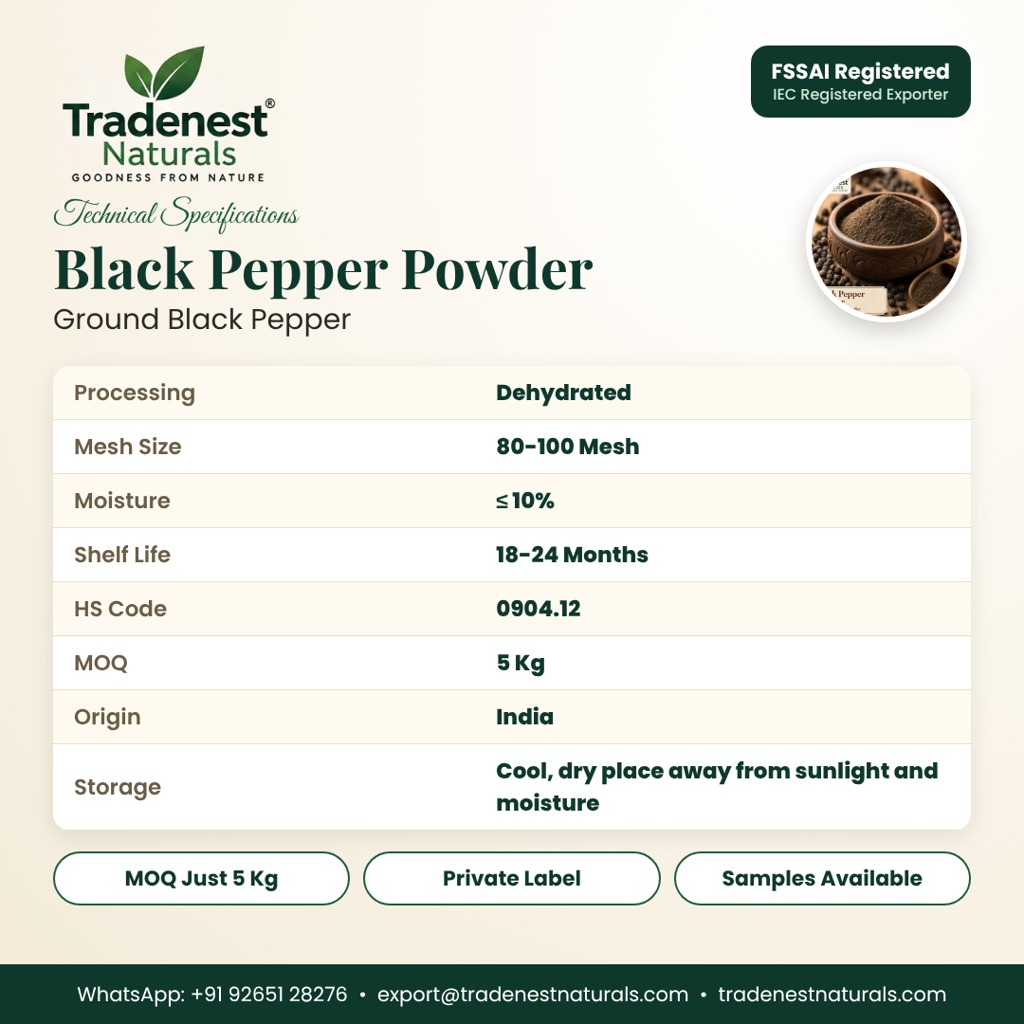 Tradenest®
Naturals
GOODNESS FROM NATURE
FSSAI Registered
IEC Registered Exporter
Technical Specifications
Black Pepper Powder
Ground Black Pepper
Pepper
Processing Dehydrated
Mesh Size 80-100 Mesh
Moisture ≤ 10%
Shelf Life 18-24 Months
HS Code 0904.12
MOQ 5 Kg
Origin India
Storage Cool, dry place away from sunlight and
moisture
MOQ Just 5 Kg
Private Label
Samples Available
WhatsApp: +91 92651 28276 • export@tradenestnaturals.com • tradenestnaturals.com